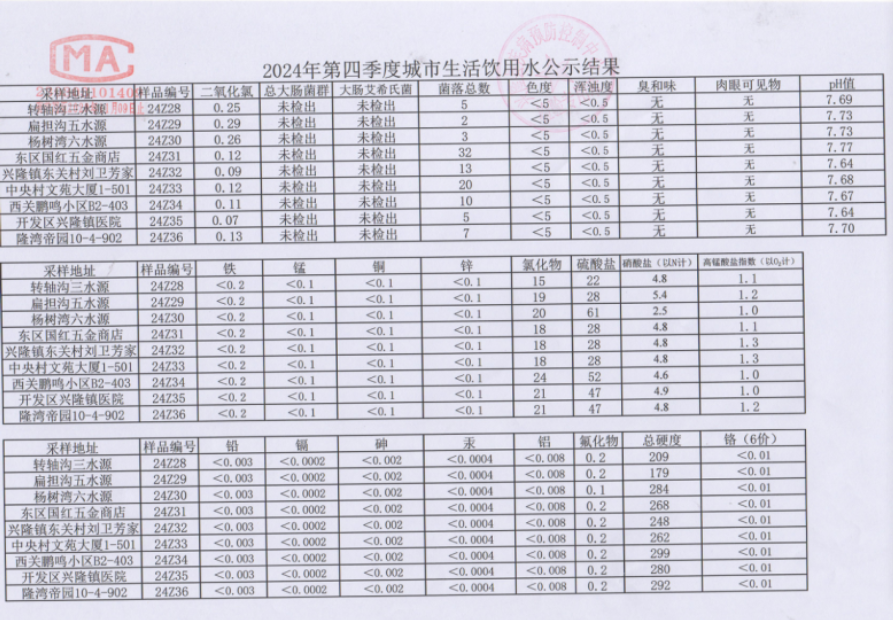 MA
2024年第四季度城市生活饮用水公示结果
采样地址 样品编号 二氧化氯 总大肠菌群 大肠艾希氏菌 菌落总数 色度 浑浊度 臭和味 肉眼可见物 pH值
转轴沟三水源 24Z28 0.25 未检出 未检出 5 <5 <0.5 无 无 7.69
扁担沟五水源 24Z29 0.29 未检出 未检出 2 <5 <0.5 无 无 7.73
杨树湾六水源 24Z30 0.26 未检出 未检出 3 <5 <0.5 无 无 7.73
东区国红五金商店 24Z31 0.12 未检出 未检出 32 <5 <0.5 无 无 7.77
兴隆镇东关村刘卫芳家 24Z32 0.09 未检出 未检出 13 <5 <0.5 无 无 7.64
中央村文苑大厦1-501 24Z33 0.12 未检出 未检出 20 <5 <0.5 无 无 7.68
西关鹏鸣小区B2-403 24Z34 0.11 未检出 未检出 10 <5 <0.5 无 无 7.67
开发区兴隆镇医院 24Z35 0.07 未检出 未检出 5 <5 <0.5 无 无 7.64
隆湾帝园10-4-902 24Z36 0.13 未检出 未检出 7 <5 <0.5 无 无 7.70
采样地址 样品编号 铁 锰 铜 锌 氯化物 硫酸盐 硝酸盐（以N计） 高锰酸盐指数（以O₂计）
转轴沟三水源 24Z28 <0.2 <0.1 <0.1 <0.1 15 22 4.8 1.1
扁担沟五水源 24Z29 <0.2 <0.1 <0.1 <0.1 19 28 5.4 1.2
杨树湾六水源 24Z30 <0.2 <0.1 <0.1 <0.1 20 61 2.5 1.0
东区国红五金商店 24Z31 <0.2 <0.1 <0.1 <0.1 18 28 4.8 1.1
兴隆镇东关村刘卫芳家 24Z32 <0.2 <0.1 <0.1 <0.1 18 28 4.8 1.3
中央村文苑大厦1-501 24Z33 <0.2 <0.1 <0.1 <0.1 18 28 4.8 1.3
西关鹏鸣小区B2-403 24Z34 <0.2 <0.1 <0.1 <0.1 24 52 4.6 1.0
开发区兴隆镇医院 24Z35 <0.2 <0.1 <0.1 <0.1 21 47 4.9 1.0
隆湾帝园10-4-902 24Z36 <0.2 <0.1 <0.1 <0.1 21 47 4.8 1.2
采样地址 样品编号 铅 镉 砷 汞 铝 氟化物 总硬度 铬（6价）
转轴沟三水源 24Z28 <0.003 <0.0002 <0.002 <0.0004 <0.008 0.2 209 <0.01
扁担沟五水源 24Z29 <0.003 <0.0002 <0.002 <0.0004 <0.008 0.2 179 <0.01
杨树湾六水源 24Z30 <0.003 <0.0002 <0.002 <0.0004 <0.008 0.1 284 <0.01
东区国红五金商店 24Z31 <0.003 <0.0002 <0.002 <0.0004 <0.008 0.2 268 <0.01
兴隆镇东关村刘卫芳家 24Z32 <0.003 <0.0002 <0.002 <0.0004 <0.008 0.2 248 <0.01
中央村文苑大厦1-501 24Z33 <0.003 <0.0002 <0.002 <0.0004 <0.008 0.2 262 <0.01
西关鹏鸣小区B2-403 24Z34 <0.003 <0.0002 <0.002 <0.0004 <0.008 0.2 299 <0.01
开发区兴隆镇医院 24Z35 <0.003 <0.0002 <0.002 <0.0004 <0.008 0.2 280 <0.01
隆湾帝园10-4-902 24Z36 <0.003 <0.0002 <0.002 <0.0004 <0.008 0.2 292 <0.01